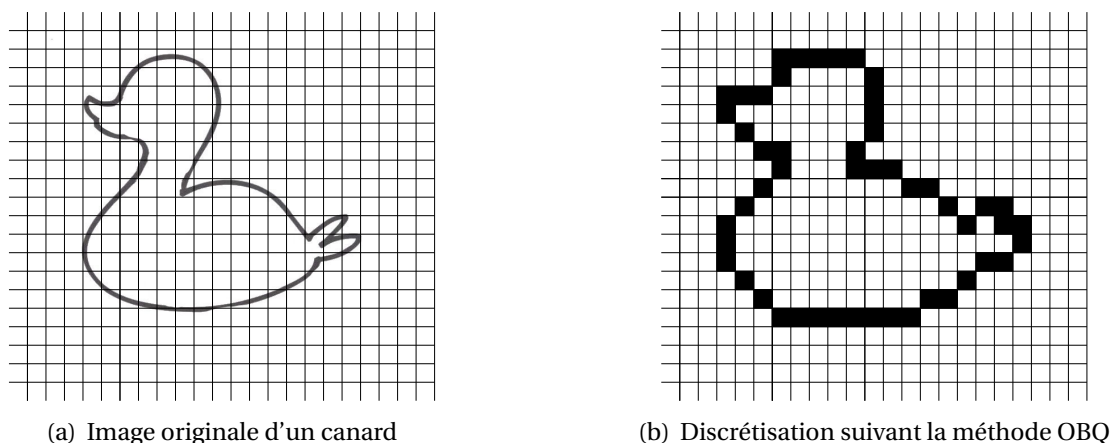 (a) Image originale d'un canard
(b) Discrétisation suivant la méthode OBQ